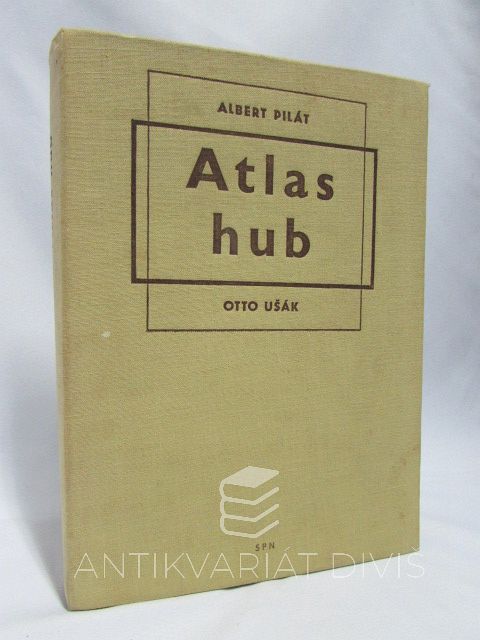 ALBERT PILÁT
Atlas
hub
OTTO UŠÁK
SPN
ANTIKVARIÁT DIVIŠ